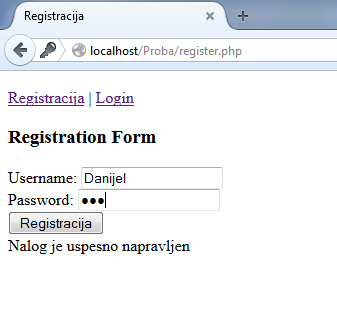 Registracija
localhost/Proba/register.php
Registracija | Login
Registration Form
Username: Danijel
Password: •••
Registracija
Nalog je uspesno napravljen